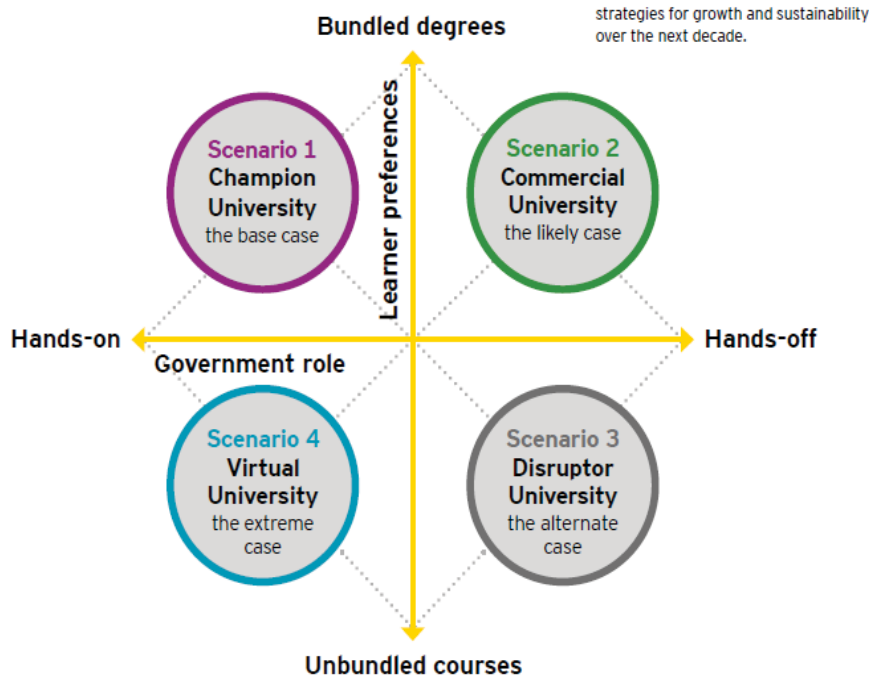 strategies for growth and sustainability
over the next decade.
Bundled degrees
Learner preferences
Scenario 1
Champion
University
the base case
Scenario 2
Commercial
University
the likely case
Hands-on
Hands-off
Government role
Scenario 4
Virtual
University
the extreme
case
Scenario 3
Disruptor
University
the alternate
case
Unbundled courses